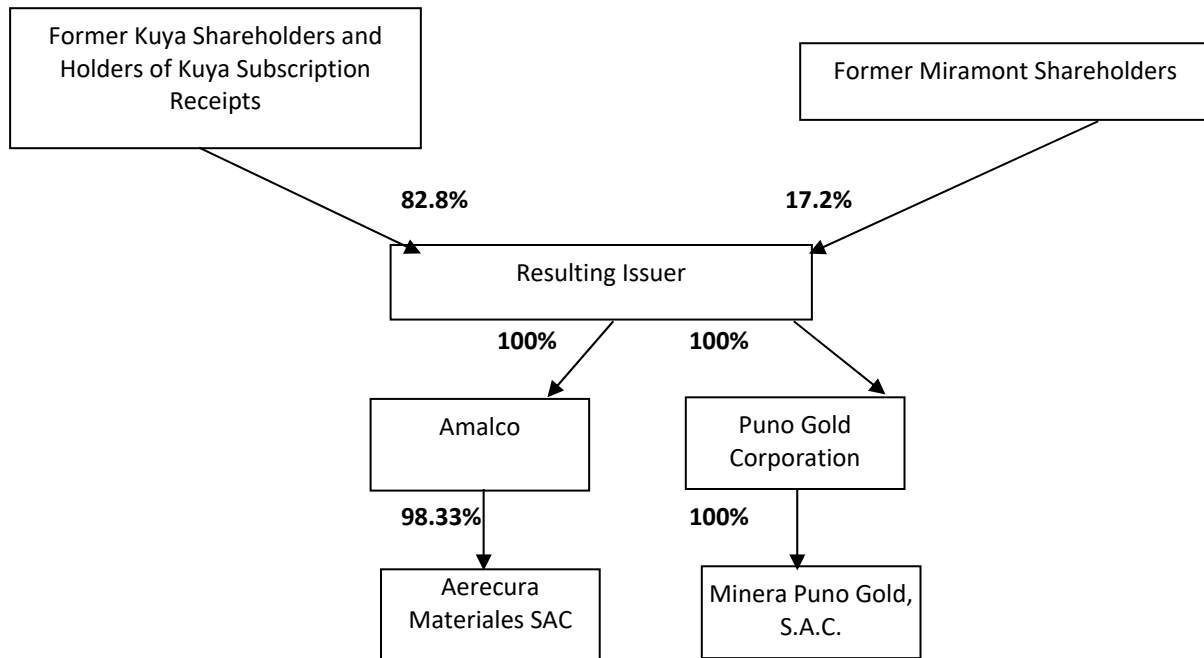 Former Kuya Shareholders and
Holders of Kuya Subscription
Receipts
Former Miramont Shareholders
82.8%
17.2%
Resulting Issuer
100%
100%
Amalco
Puno Gold
Corporation
98.33%
100%
Aerecura
Materiales SAC
Minera Puno Gold,
S.A.C.